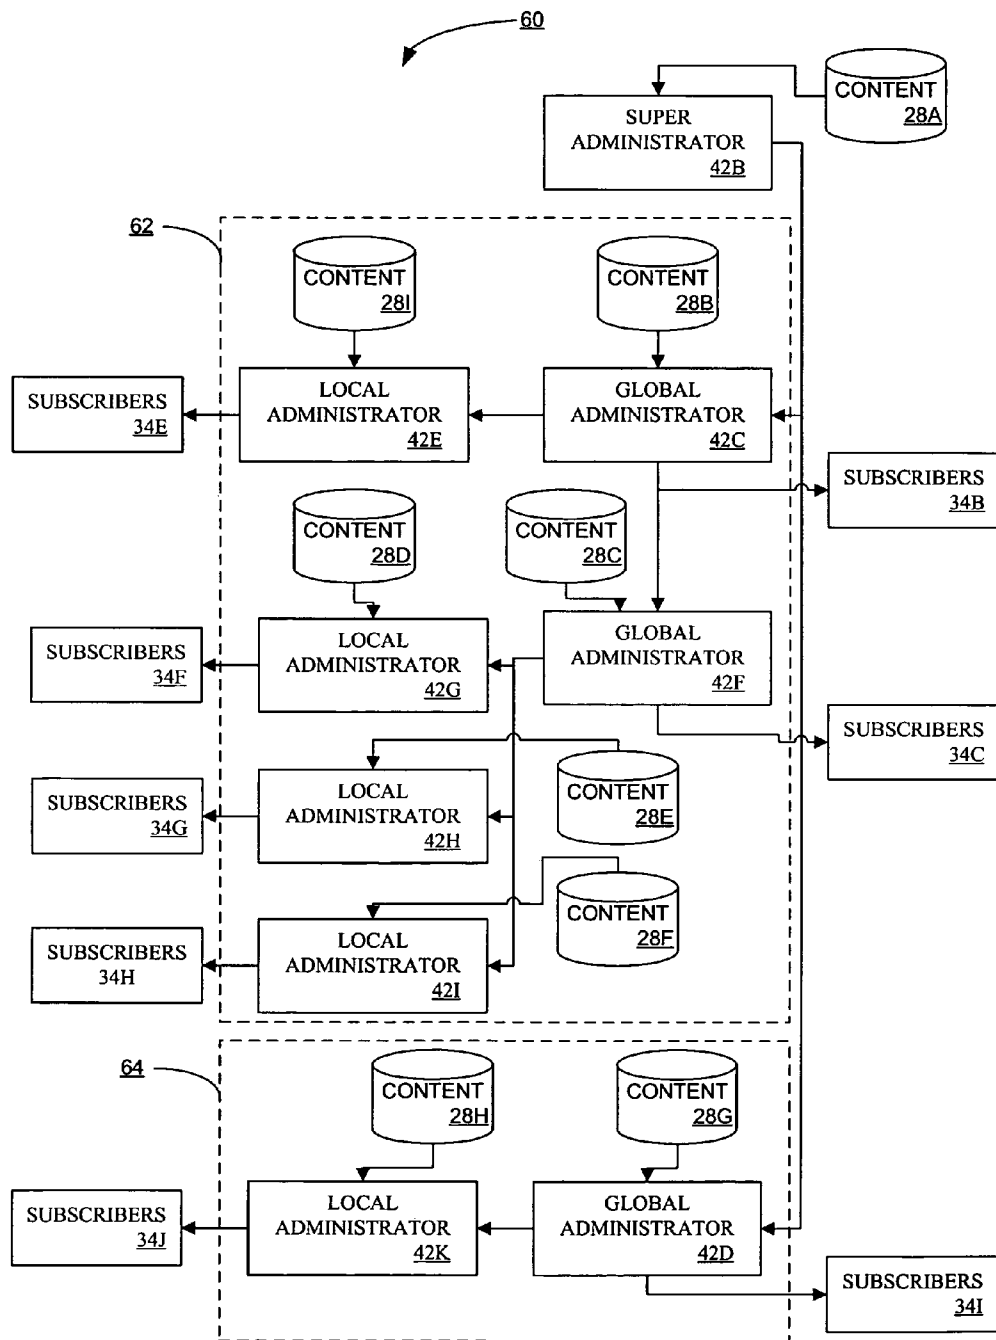 60
CONTENT
28A
SUPER
ADMINISTRATOR
42B
62
CONTENT
28I
CONTENT
28B
SUBSCRIBERS
34E
LOCAL
ADMINISTRATOR
42E
GLOBAL
ADMINISTRATOR
42C
SUBSCRIBERS
34B
CONTENT
28D
CONTENT
28C
SUBSCRIBERS
34F
LOCAL
ADMINISTRATOR
42G
GLOBAL
ADMINISTRATOR
42F
SUBSCRIBERS
34C
SUBSCRIBERS
34G
LOCAL
ADMINISTRATOR
42H
CONTENT
28E
CONTENT
28F
SUBSCRIBERS
34H
LOCAL
ADMINISTRATOR
42I
64
CONTENT
28H
CONTENT
28G
SUBSCRIBERS
34J
LOCAL
ADMINISTRATOR
42K
GLOBAL
ADMINISTRATOR
42D
SUBSCRIBERS
34I